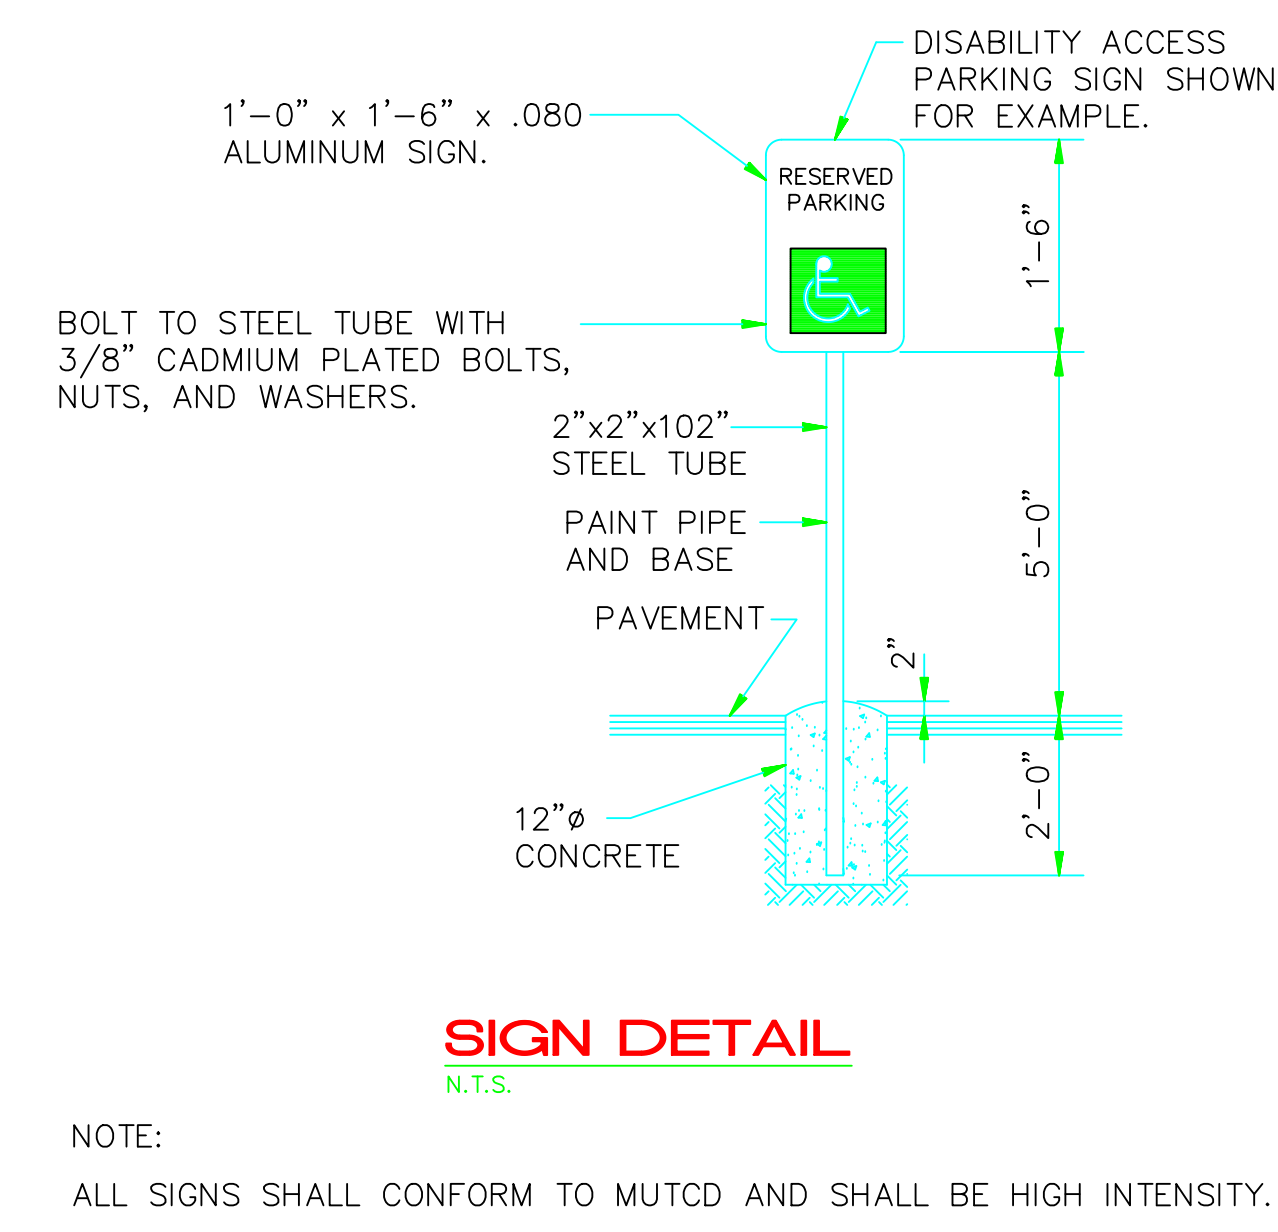 DISABILITY ACCESS
PARKING SIGN SHOWN
FOR EXAMPLE.
1'-0" x 1'-6" x .080
ALUMINUM SIGN.
RESERVED
PARKING
1'-6"
BOLT TO STEEL TUBE WITH
3/8" CADMIUM PLATED BOLTS,
NUTS, AND WASHERS.
2"x2"x102"
STEEL TUBE
5'-0"
PAINT PIPE
AND BASE
PAVEMENT
2"
2'-0"
12"ø
CONCRETE
SIGN DETAIL
N.T.S.
NOTE:
ALL SIGNS SHALL CONFORM TO MUTCD AND SHALL BE HIGH INTENSITY.